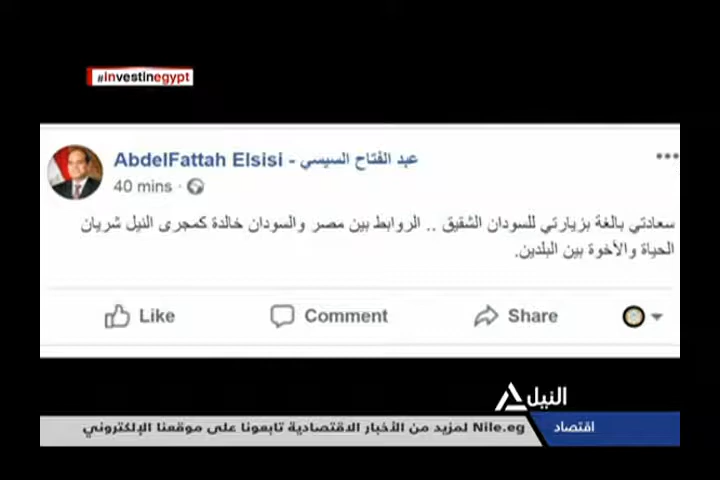 #investinegypt
AbdelFattah Elsisi - عبد الفتاح السيسي
40 mins ·
سعادتي بالغة بزيارتي للسودان الشقيق .. الروابط بين مصر والسودان خالدة كمجرى النيل شريان
الحياة والأخوة بين البلدين.
Like Comment Share
النيل
اقتصاد
لمزيد من الأخبار الاقتصادية تابعونا على موقعنا الإلكتروني Nile.eg